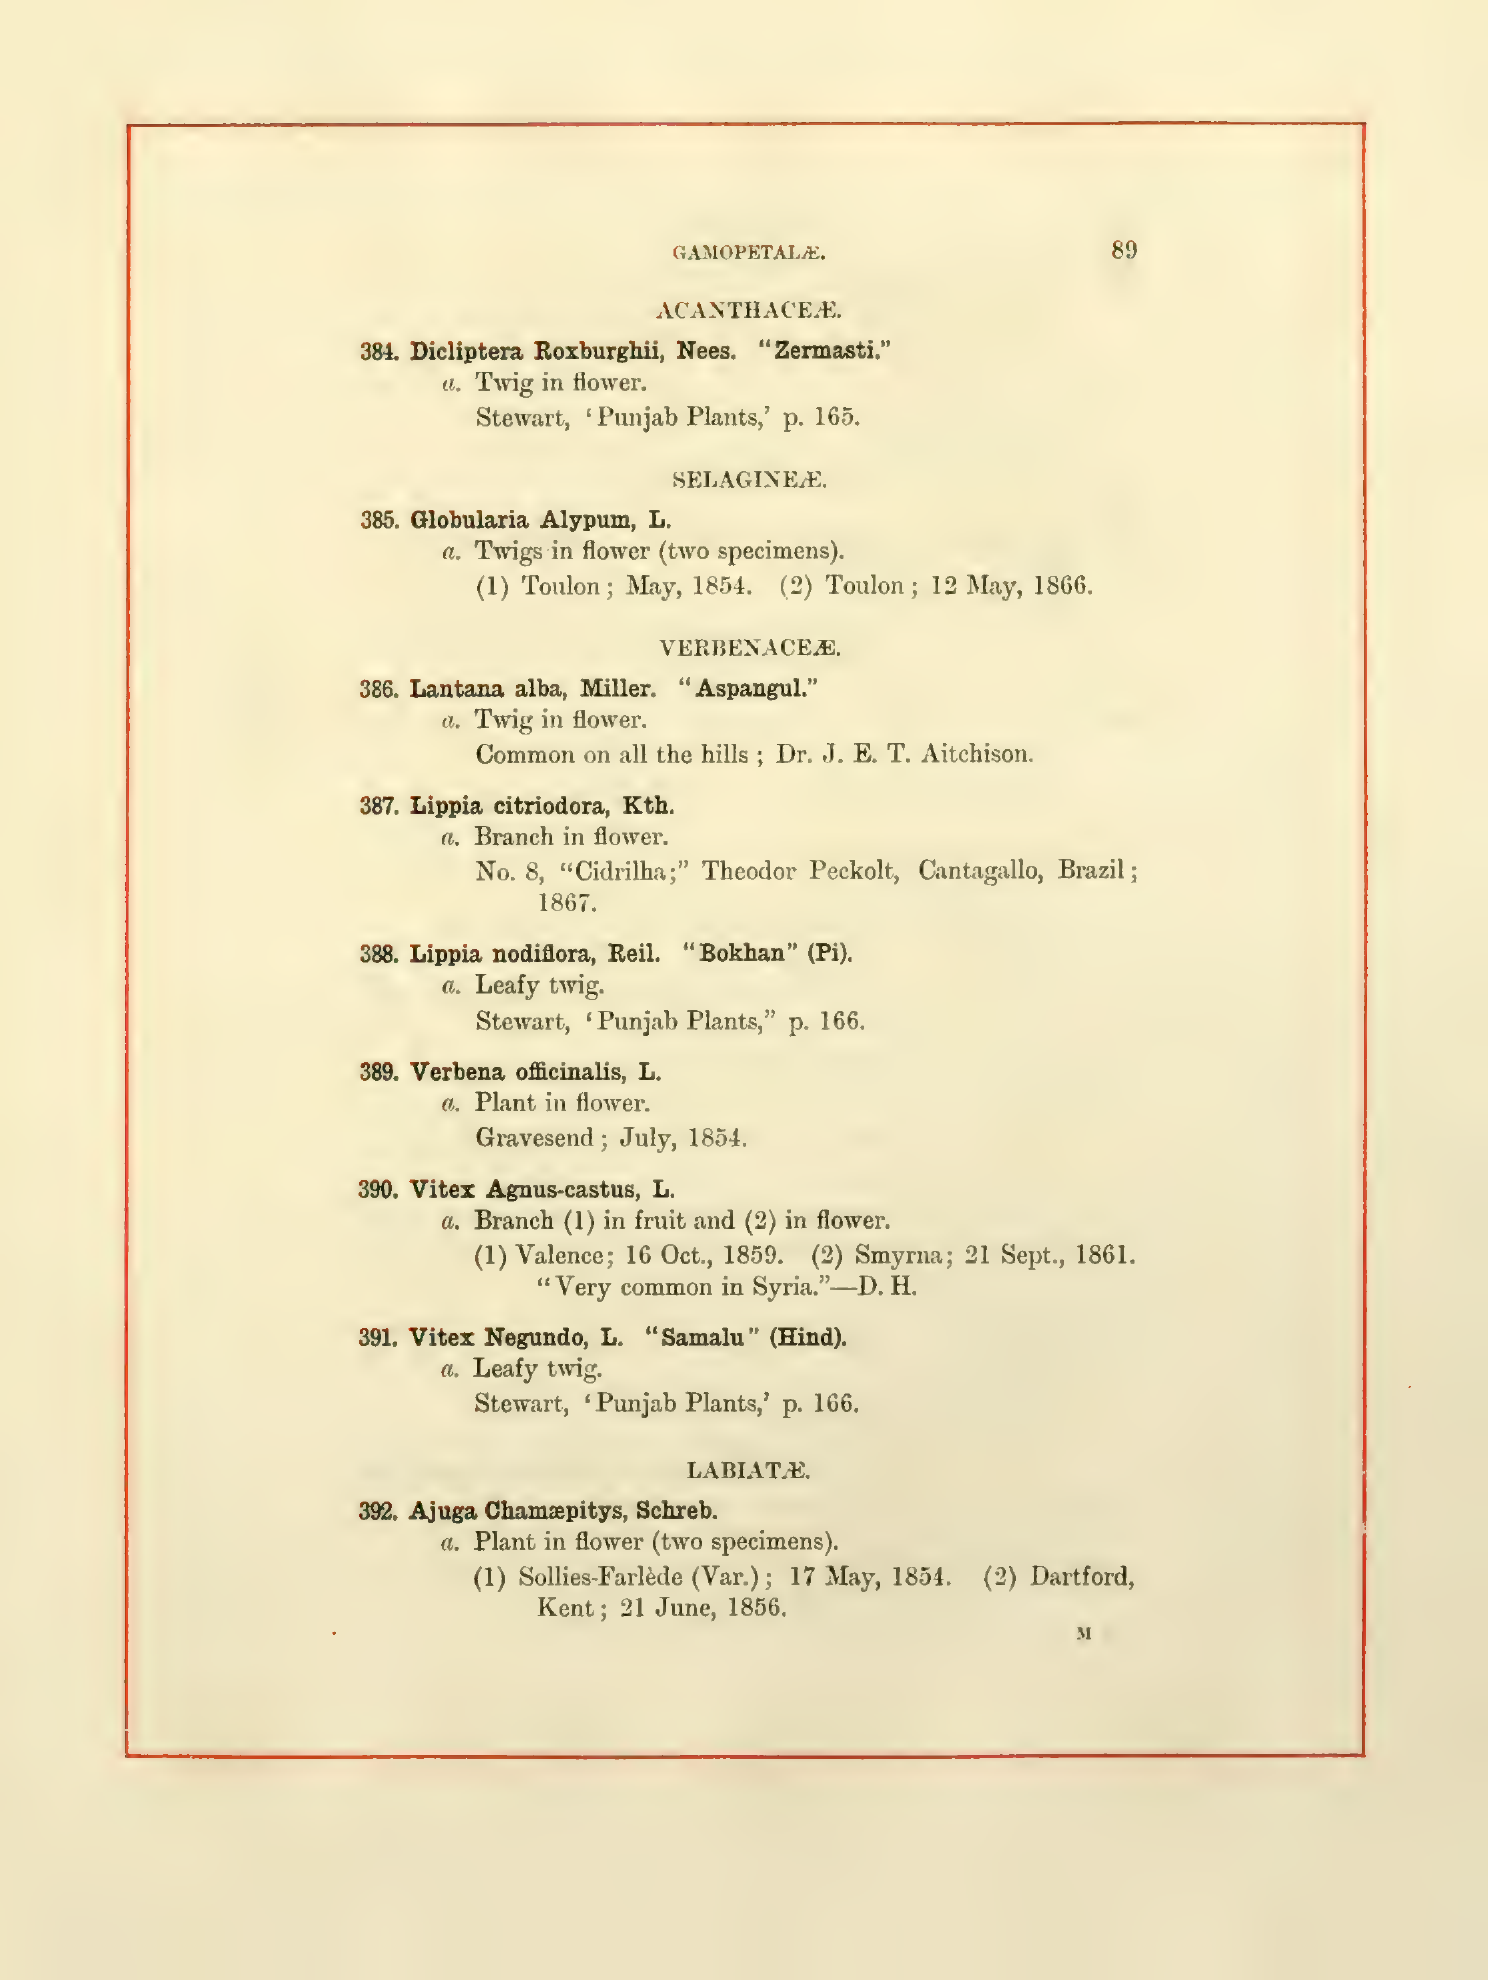 GAMOPETALÆ. 89
ACANTHACEÆ.
384. Dicliptera Roxburghii, Nees. “Zermasti.”
a. Twig in flower.
Stewart, ‘Punjab Plants,’ p. 165.
SELAGINEÆ.
385. Globularia Alypum, L.
a. Twigs in flower (two specimens).
(1) Toulon; May, 1854. (2) Toulon; 12 May, 1866.
VERBENACEÆ.
386. Lantana alba, Miller. “Aspangul.”
a. Twig in flower.
Common on all the hills; Dr. J. E. T. Aitchison.
387. Lippia citriodora, Kth.
a. Branch in flower.
No. 8, “Cidrilha;” Theodor Peckolt, Cantagallo, Brazil;
1867.
388. Lippia nodiflora, Reil. “Bokhan” (Pi).
a. Leafy twig.
Stewart, ‘Punjab Plants,” p. 166.
389. Verbena officinalis, L.
a. Plant in flower.
Gravesend; July, 1854.
390. Vitex Agnus-castus, L.
a. Branch (1) in fruit and (2) in flower.
(1) Valence; 16 Oct., 1859. (2) Smyrna; 21 Sept., 1861.
“Very common in Syria.”—D. H.
391. Vitex Negundo, L. “Samalu” (Hind).
a. Leafy twig.
Stewart, ‘Punjab Plants,’ p. 166.
LABIATÆ.
392. Ajuga Chamæpitys, Schreb.
a. Plant in flower (two specimens).
(1) Sollies-Farlède (Var.); 17 May, 1854. (2) Dartford,
Kent; 21 June, 1856.
M